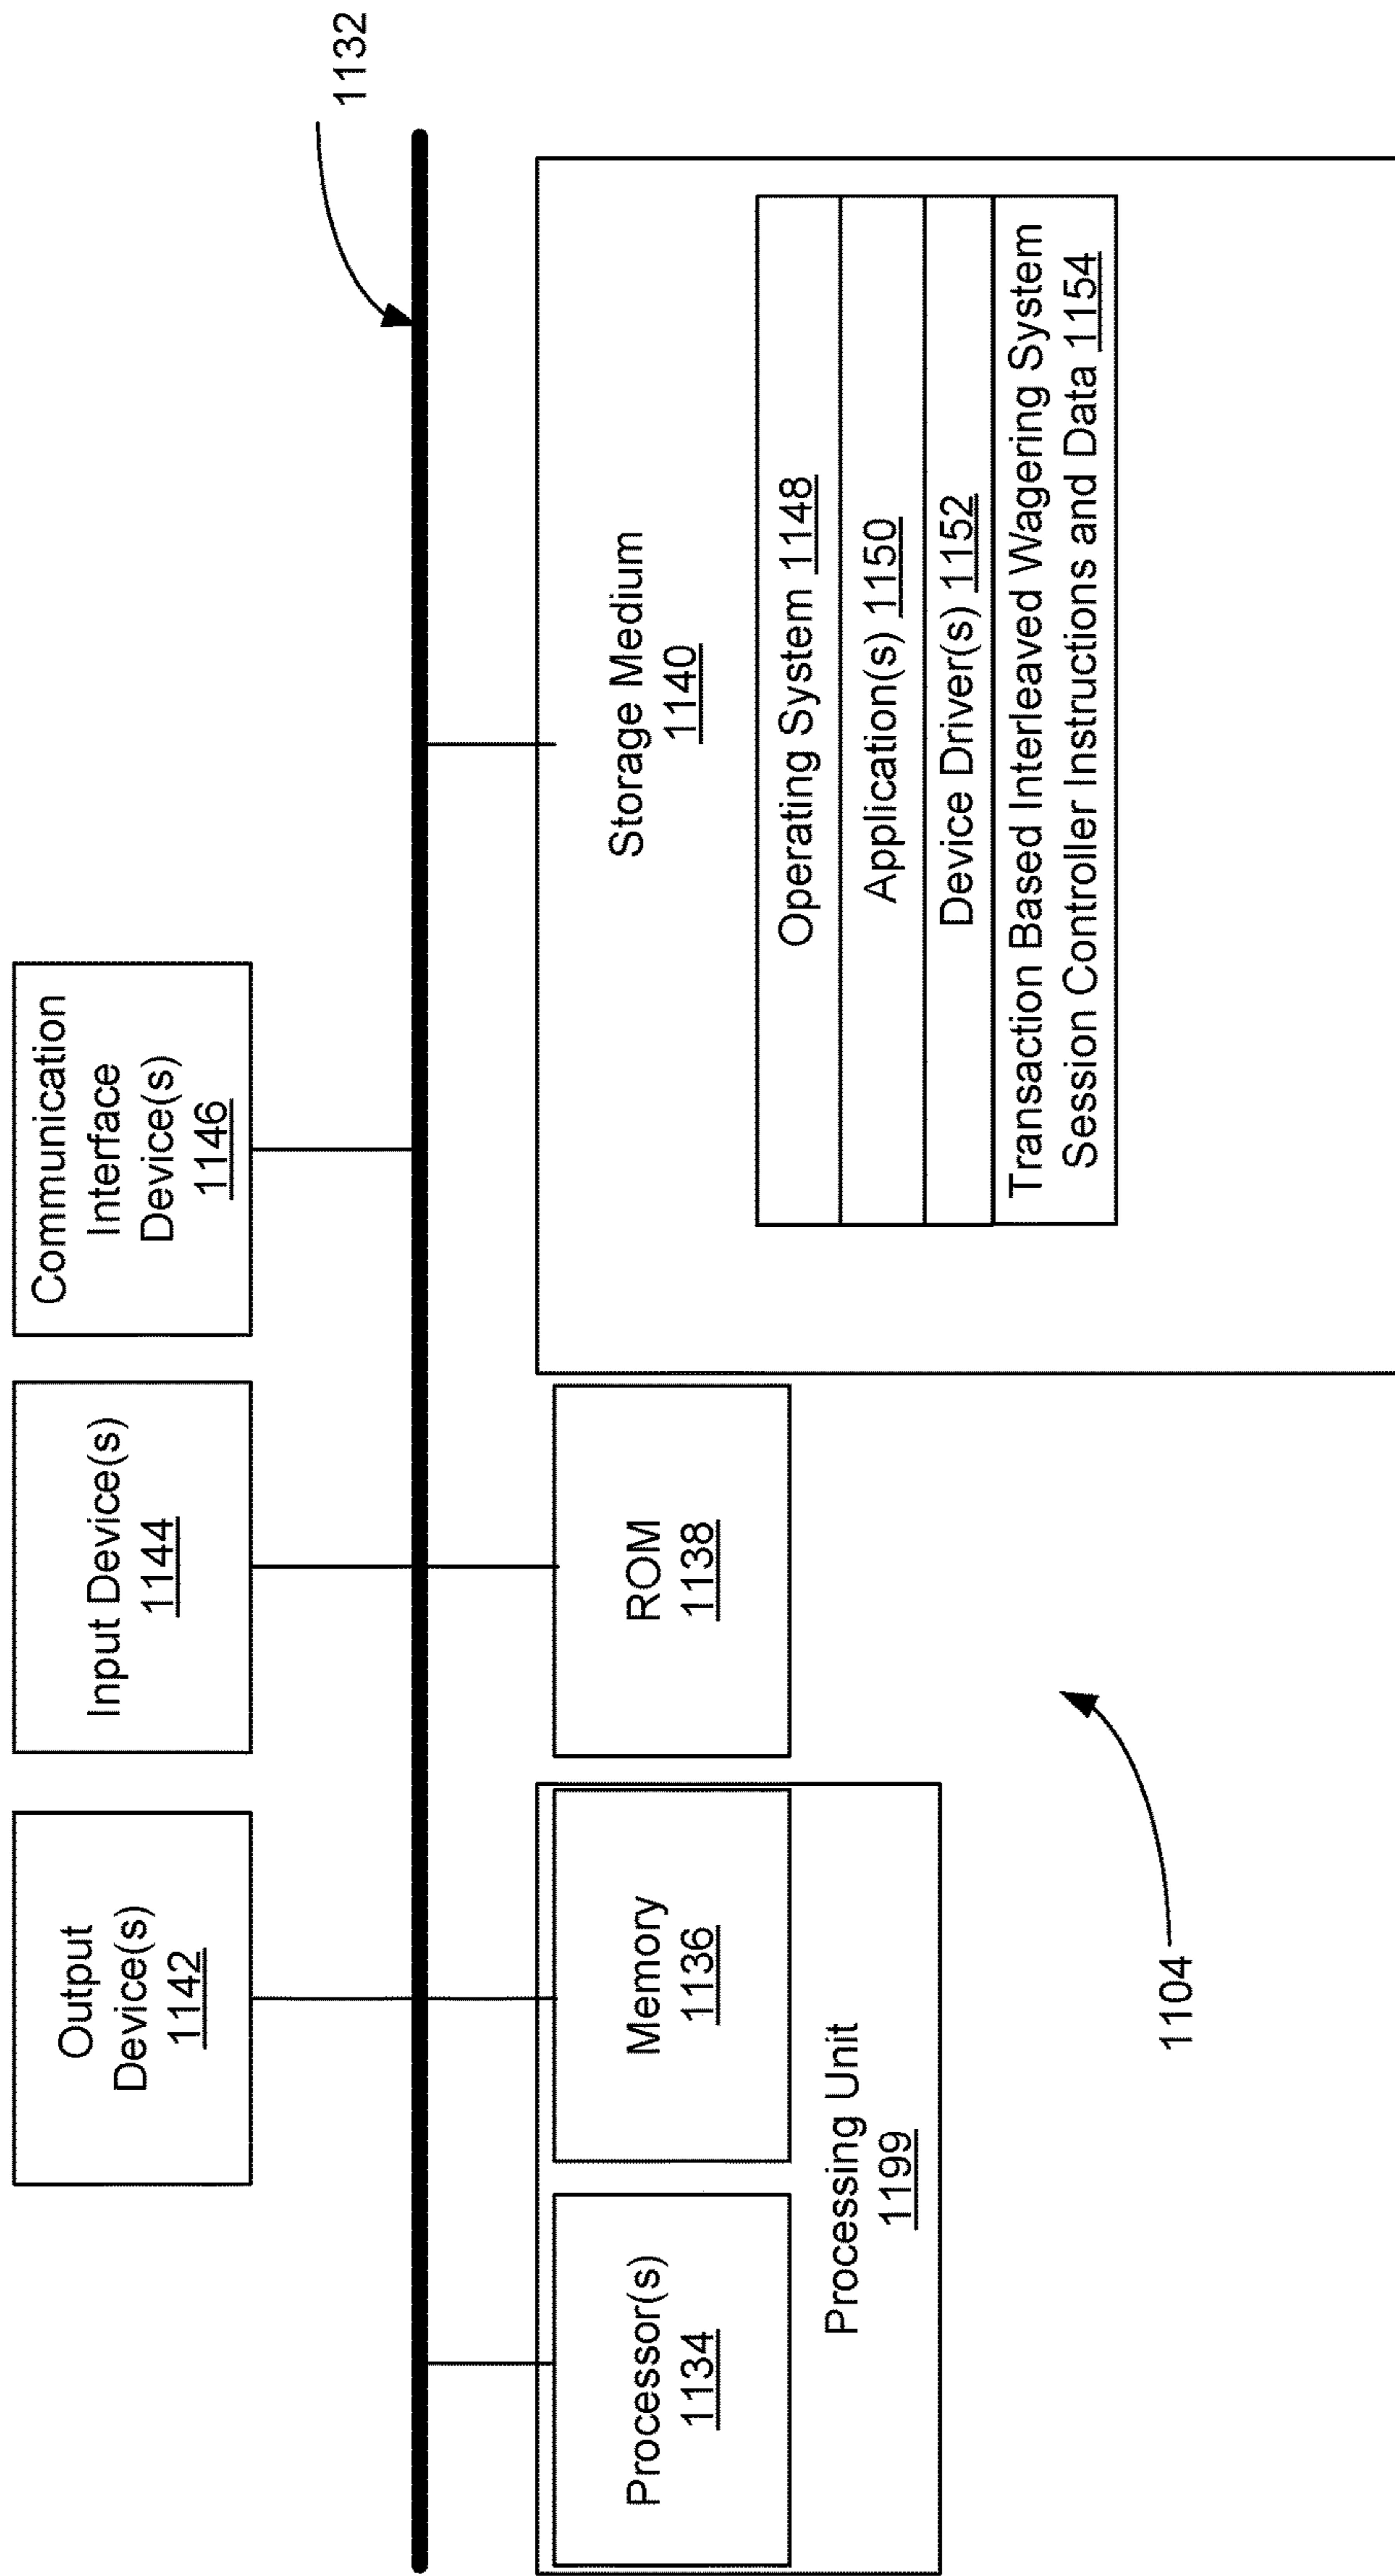 Output
Device(s)
1142
Input Device(s)
1144
Communication
Interface
Device(s)
1146
1132
Processor(s)
1134
Memory
1136
Processing Unit
1199
ROM
1138
Storage Medium
1140
Operating System 1148
Application(s) 1150
Device Driver(s) 1152
Transaction Based Interleaved Wagering System
Session Controller Instructions and Data 1154
1104